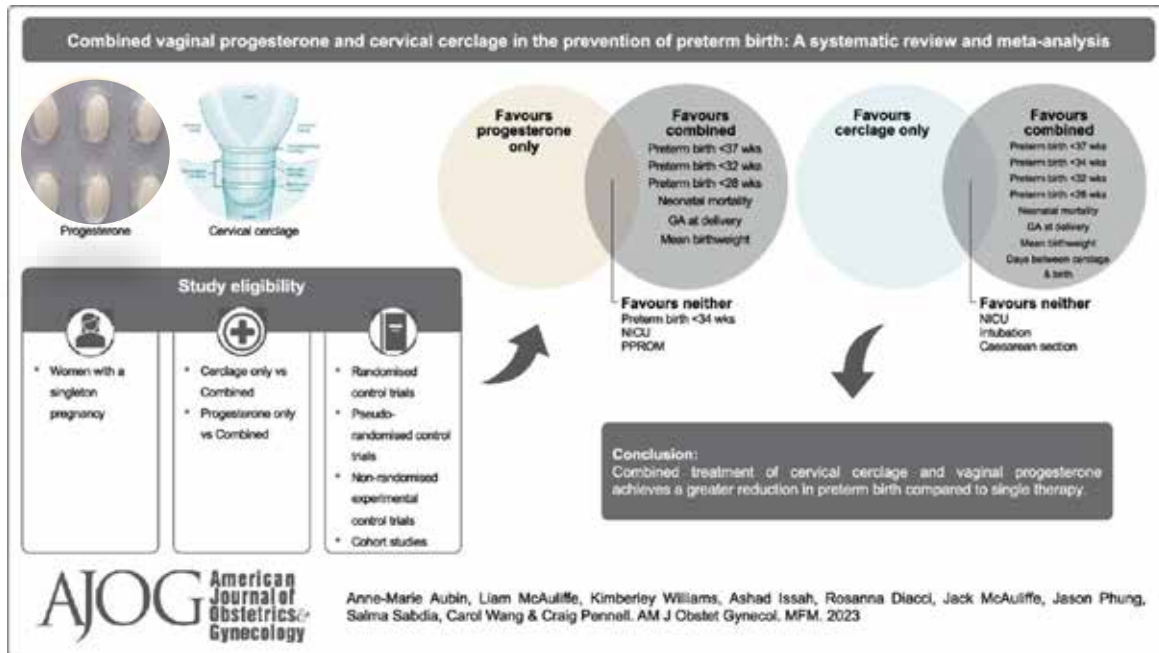 Combined vaginal progesterone and cervical cerclage in the prevention of preterm birth: A systematic review and meta-analysis
Progesterone
Cervical cerclage
Study eligibility
• Women with a
singleton
pregnancy
• Cerclage only vs
Combined
• Progesterone only
vs Combined
• Randomised
control trials
• Pseudo-
randomised control
trials
• Non-randomised
experimental
control trials
• Cohort studies
Favours
progesterone
only
Favours
combined
Preterm birth <37 wks
Preterm birth <32 wks
Preterm birth <28 wks
Neonatal mortality
GA at delivery
Mean birthweight
Favours neither
Preterm birth <34 wks
NICU
PPROM
Favours
cerclage only
Favours
combined
Preterm birth <37 wks
Preterm birth <34 wks
Preterm birth <32 wks
Preterm birth <28 wks
Neonatal mortality
GA at delivery
Mean birthweight
Days between cerclage
& birth
Favours neither
NICU
Intubation
Caesarean section
Conclusion:
Combined treatment of cervical cerclage and vaginal progesterone
achieves a greater reduction in preterm birth compared to single therapy.
AJOG
American
Journal of
Obstetrics&
Gynecology
Anne-Marie Aubin, Liam McAuliffe, Kimberley Williams, Ashad Issah, Rosanna Diacci, Jack McAuliffe, Jason Phung,
Salma Sabdia, Carol Wang & Craig Pennell. AM J Obstet Gynecol. MFM. 2023